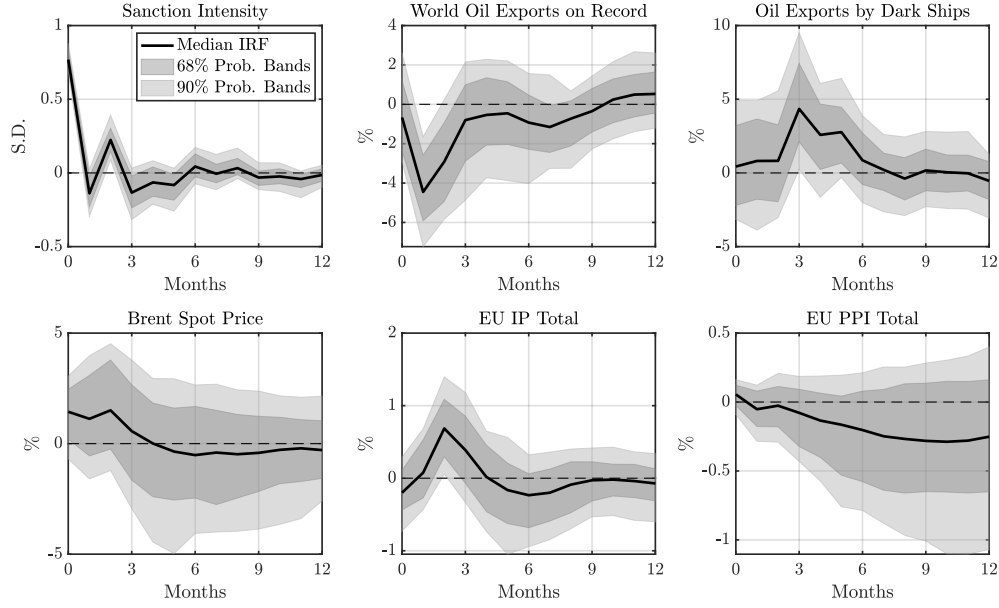 Sanction Intensity
World Oil Exports on Record
Oil Exports by Dark Ships
1
0.5
0
-0.5
S.D.
Median IRF
68% Prob. Bands
90% Prob. Bands
0 3 6 9 12
Months
4
2
0
-2
-4
-6
%
0 3 6 9 12
Months
10
5
0
-5
%
0 3 6 9 12
Months
Brent Spot Price
EU IP Total
EU PPI Total
5
0
-5
%
0 3 6 9 12
Months
2
1
0
-1
%
0 3 6 9 12
Months
0.5
0
-0.5
-1
%
0 3 6 9 12
Months